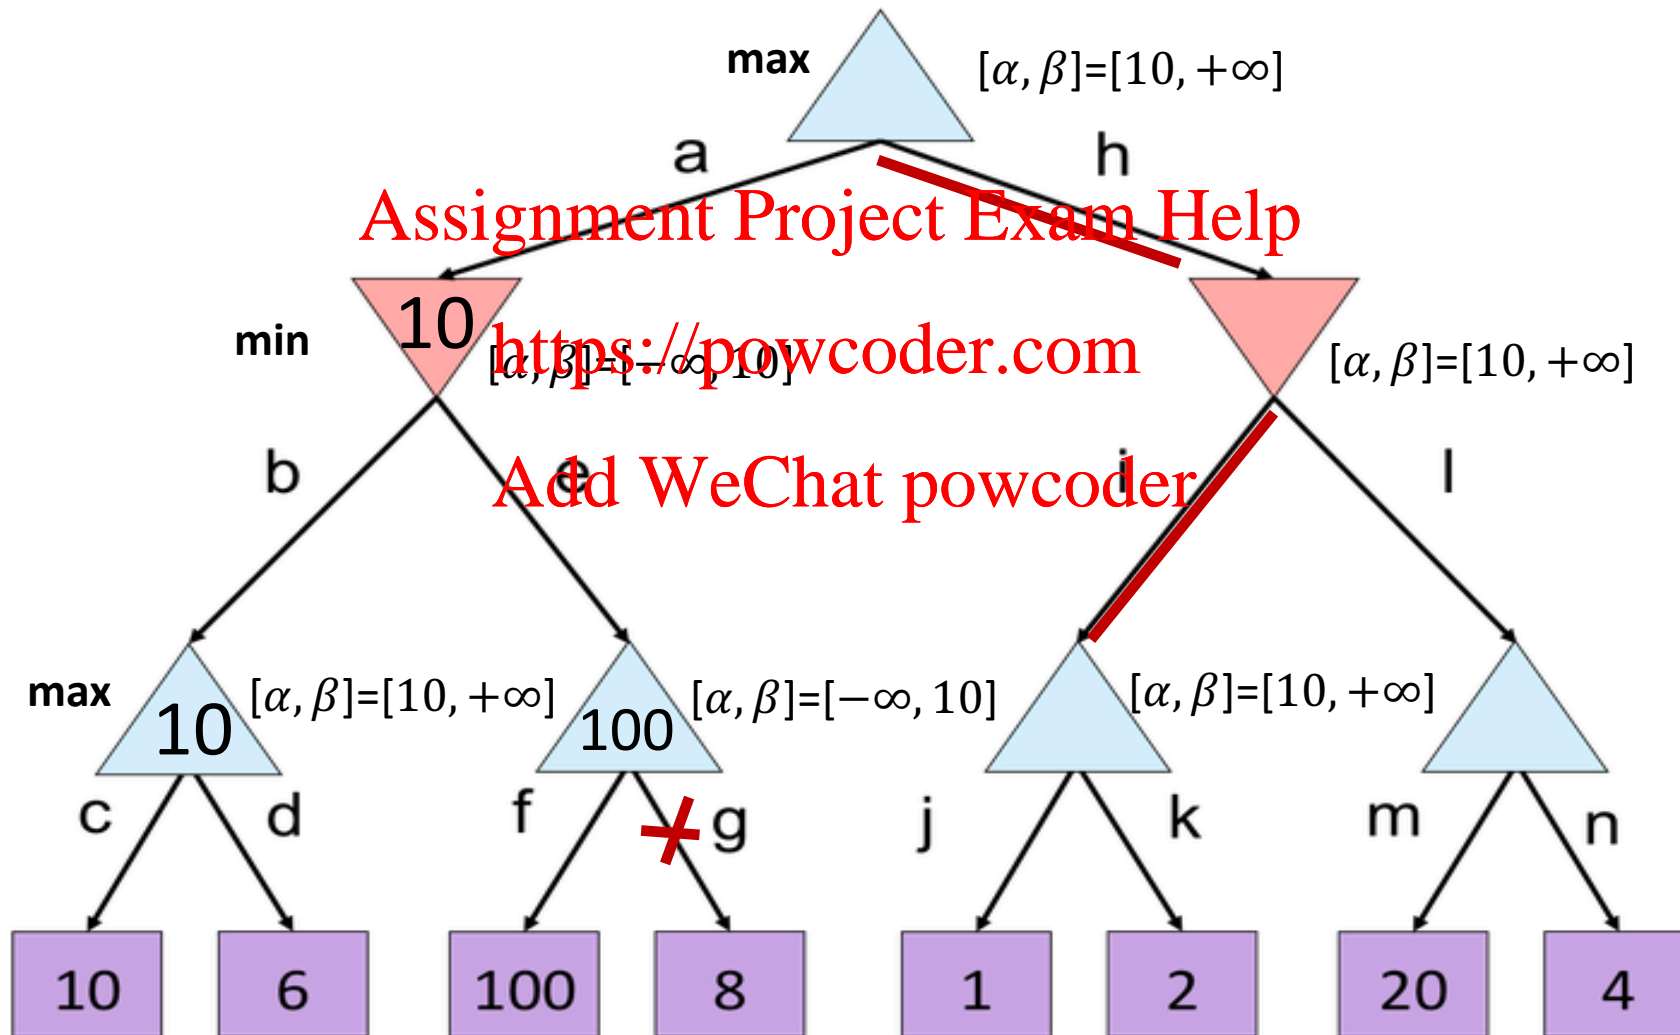 max
[α, β]=[10, +∞]
a
h
Assignment Project Exam Help
10
min
[α, β]=[−∞, 10]
https://powcoder.com
[α, β]=[10, +∞]
b
e
Add WeChat powcoder
i
l
max
10
[α, β]=[10, +∞]
100
[α, β]=[−∞, 10]
[α, β]=[10, +∞]
c
d
f
g
j
k
m
n
10
6
100
8
1
2
20
4